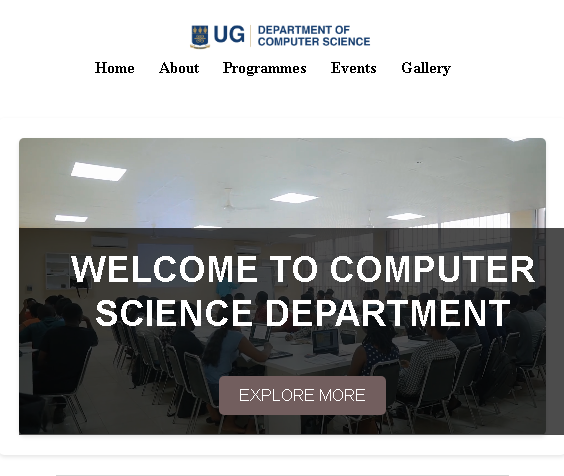 UG
DEPARTMENT OF
COMPUTER SCIENCE
Home About Programmes Events Gallery
WELCOME TO COMPUTER
SCIENCE DEPARTMENT
EXPLORE MORE